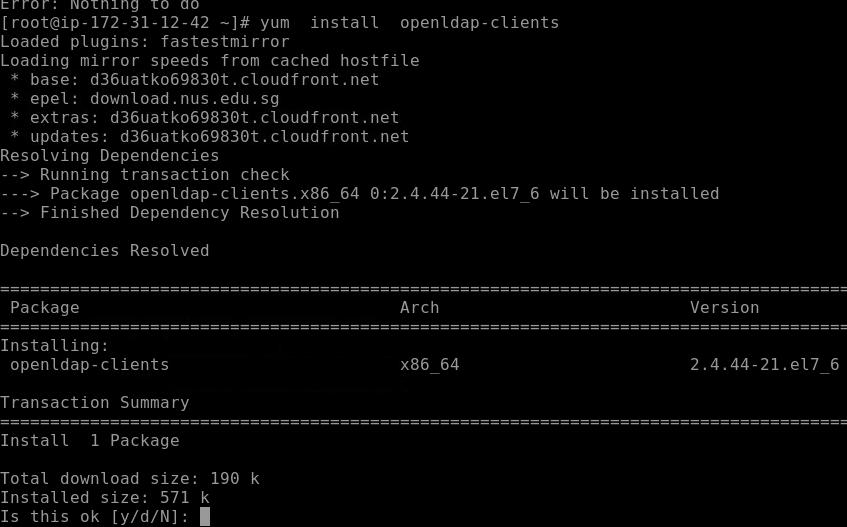 Error: Nothing to do
[root@ip-172-31-12-42 ~]# yum  install  openldap-clients
Loaded plugins: fastestmirror
Loading mirror speeds from cached hostfile
 * base: d36uatko69830t.cloudfront.net
 * epel: download.nus.edu.sg
 * extras: d36uatko69830t.cloudfront.net
 * updates: d36uatko69830t.cloudfront.net
Resolving Dependencies
--> Running transaction check
---> Package openldap-clients.x86_64 0:2.4.44-21.el7_6 will be installed
--> Finished Dependency Resolution

Dependencies Resolved

=====================================================================================
 Package                                Arch                         Version
=====================================================================================
Installing:
 openldap-clients                       x86_64                       2.4.44-21.el7_6

Transaction Summary
=====================================================================================
Install  1 Package

Total download size: 190 k
Installed size: 571 k
Is this ok [y/d/N]: